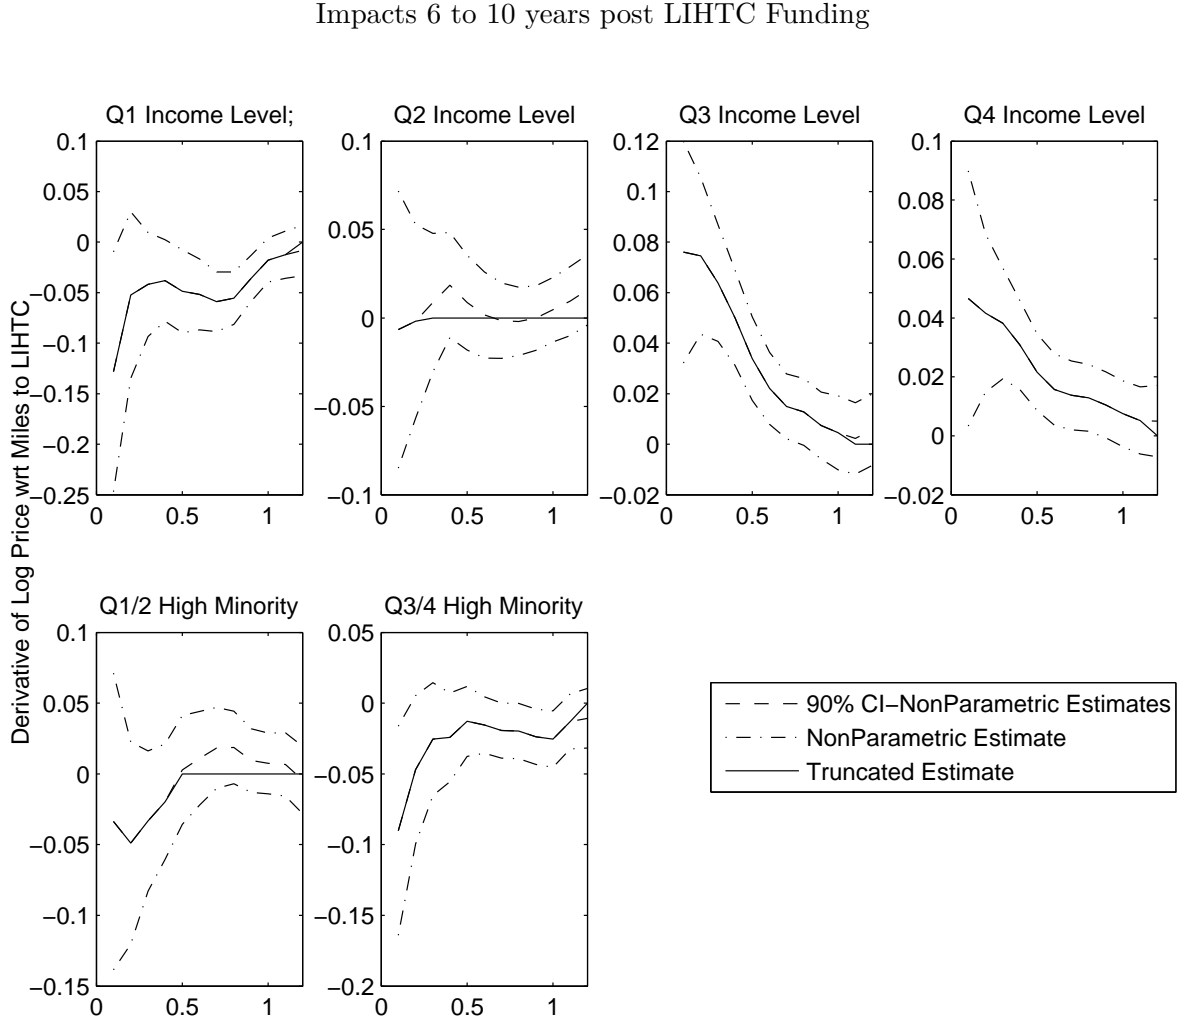 Impacts 6 to 10 years post LIHTC Funding
Q1 Income Level;
Q2 Income Level
Q3 Income Level
Q4 Income Level
Derivative of Log Price wrt Miles to LIHTC
0.1
0.05
0
−0.05
−0.1
−0.15
−0.2
−0.25
0 0.5 1
0.1
0.05
0
−0.05
−0.1
0 0.5 1
0.12
0.1
0.08
0.06
0.04
0.02
0
−0.02
0 0.5 1
0.1
0.08
0.06
0.04
0.02
0
−0.02
0 0.5 1
Q1/2 High Minority
Q3/4 High Minority
0.1
0.05
0
−0.05
−0.1
−0.15
0 0.5 1
0.05
0
−0.05
−0.1
−0.15
−0.2
0 0.5 1
90% CI−NonParametric Estimates
NonParametric Estimate
Truncated Estimate